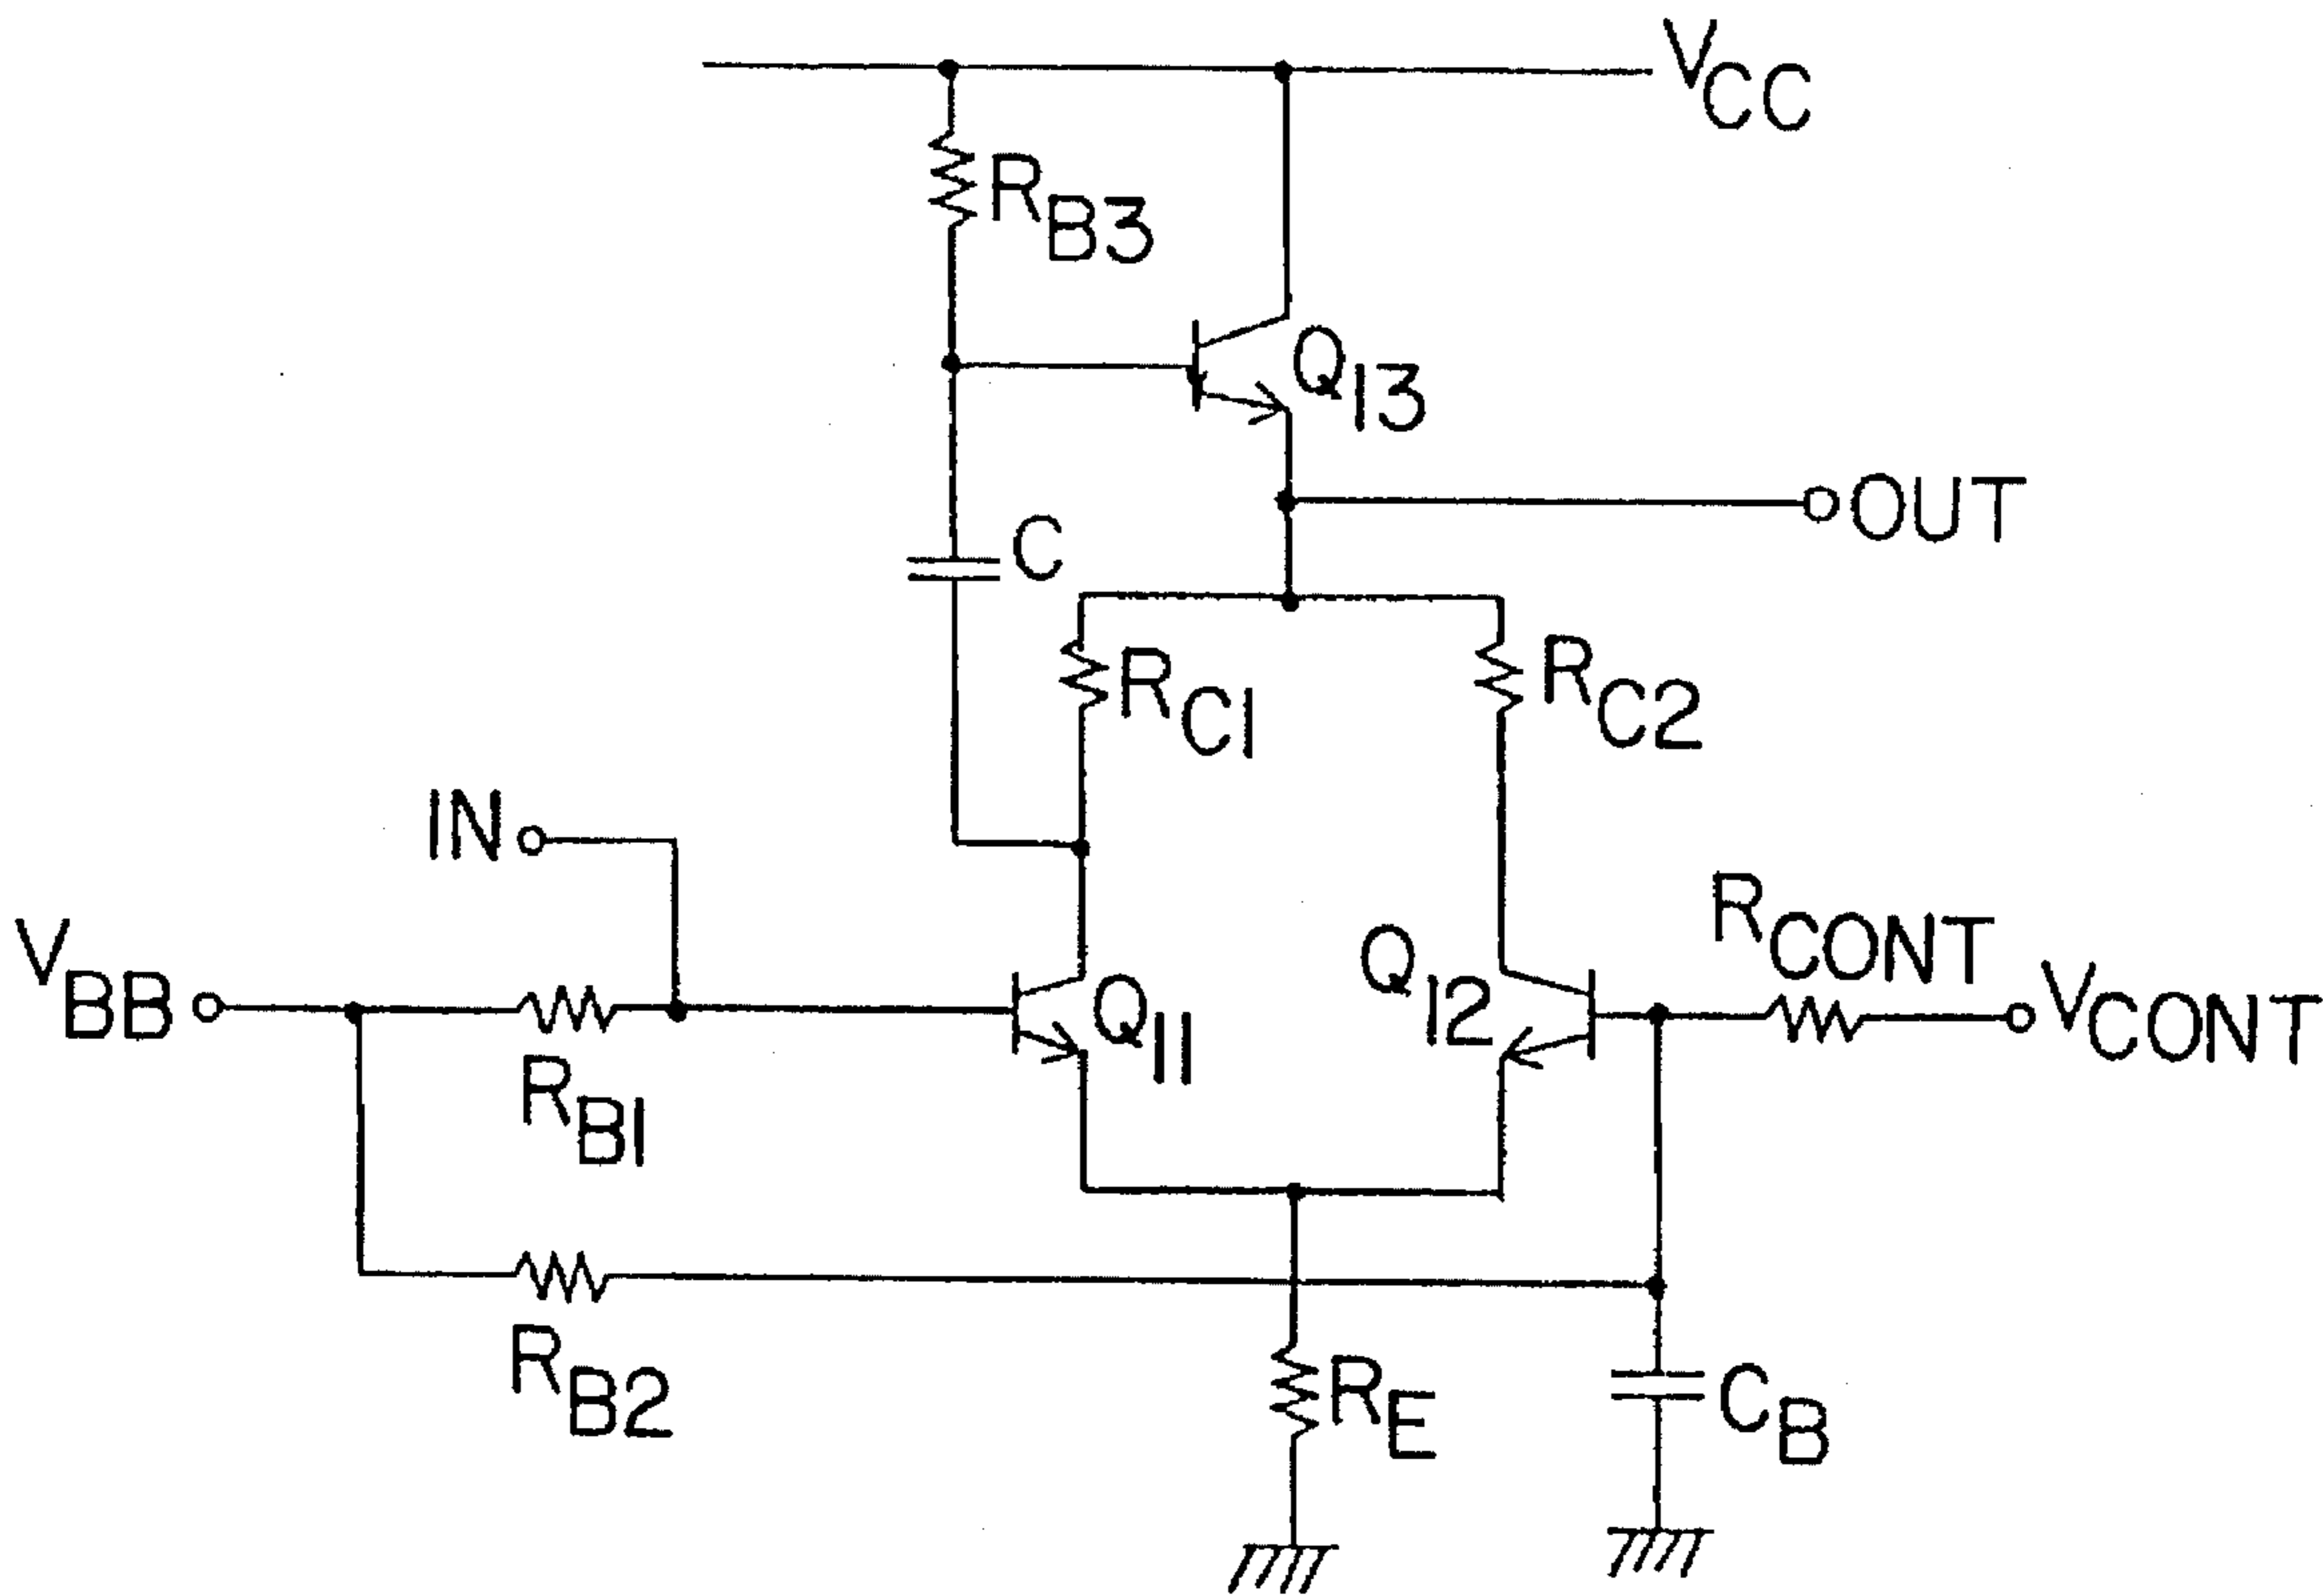 VCC
RB3
Q13
OUT
C
RC1
RC2
IN
RCONT
VBB
Q11
Q12
VCONT
RB1
RB2
RE
CB